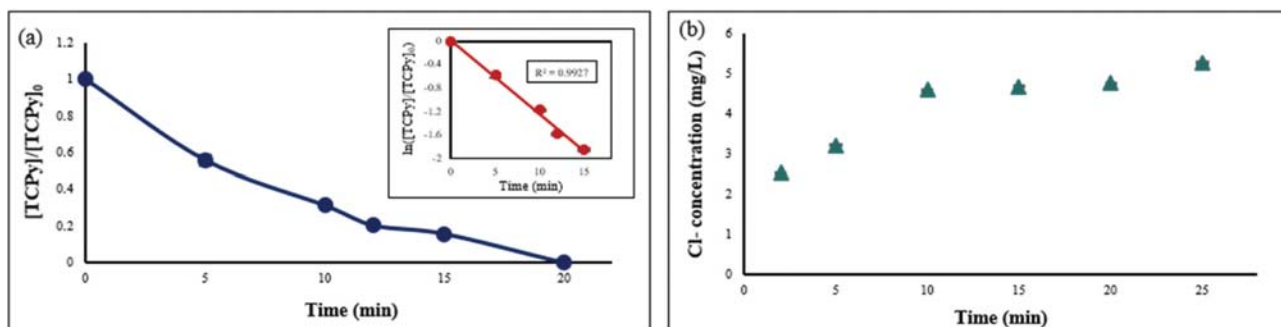 (a)
1.2
1
0.8
0.6
0.4
0.2
0
[TCPy]/[TCPy]₀
0 5 10 15 20
Time (min)
0
-0.4
-0.8
-1.2
-1.6
-2
ln([TCPy]/[TCPy]₀)
R² = 0.9927
0 5 10 15
Time (min)
(b)
6
5
4
3
2
1
0
Cl- concentration (mg/L)
0 5 10 15 20 25
Time (min)